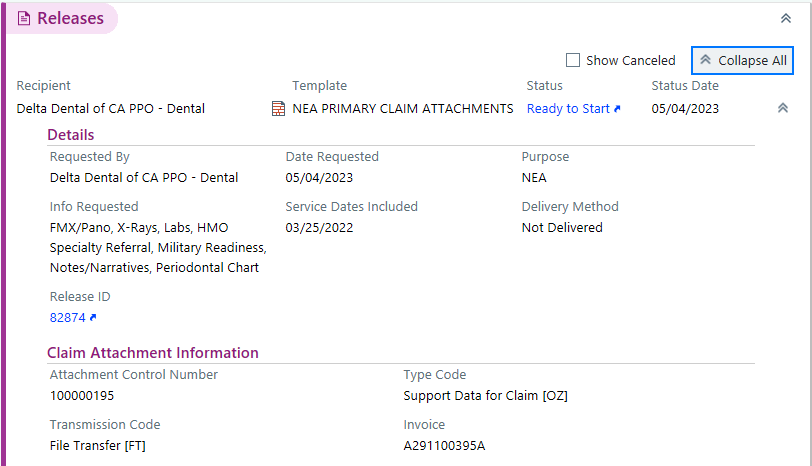 Releases
Show Canceled
Collapse All
Recipient Template Status Status Date
Delta Dental of CA PPO - Dental NEA PRIMARY CLAIM ATTACHMENTS Ready to Start 05/04/2023
Details
Requested By Date Requested Purpose
Delta Dental of CA PPO - Dental 05/04/2023 NEA
Info Requested Service Dates Included Delivery Method
FMX/Pano, X-Rays, Labs, HMO 03/25/2022 Not Delivered
Specialty Referral, Military Readiness,
Notes/Narratives, Periodontal Chart
Release ID
82874
Claim Attachment Information
Attachment Control Number Type Code
100000195 Support Data for Claim [OZ]
Transmission Code Invoice
File Transfer [FT] A291100395A